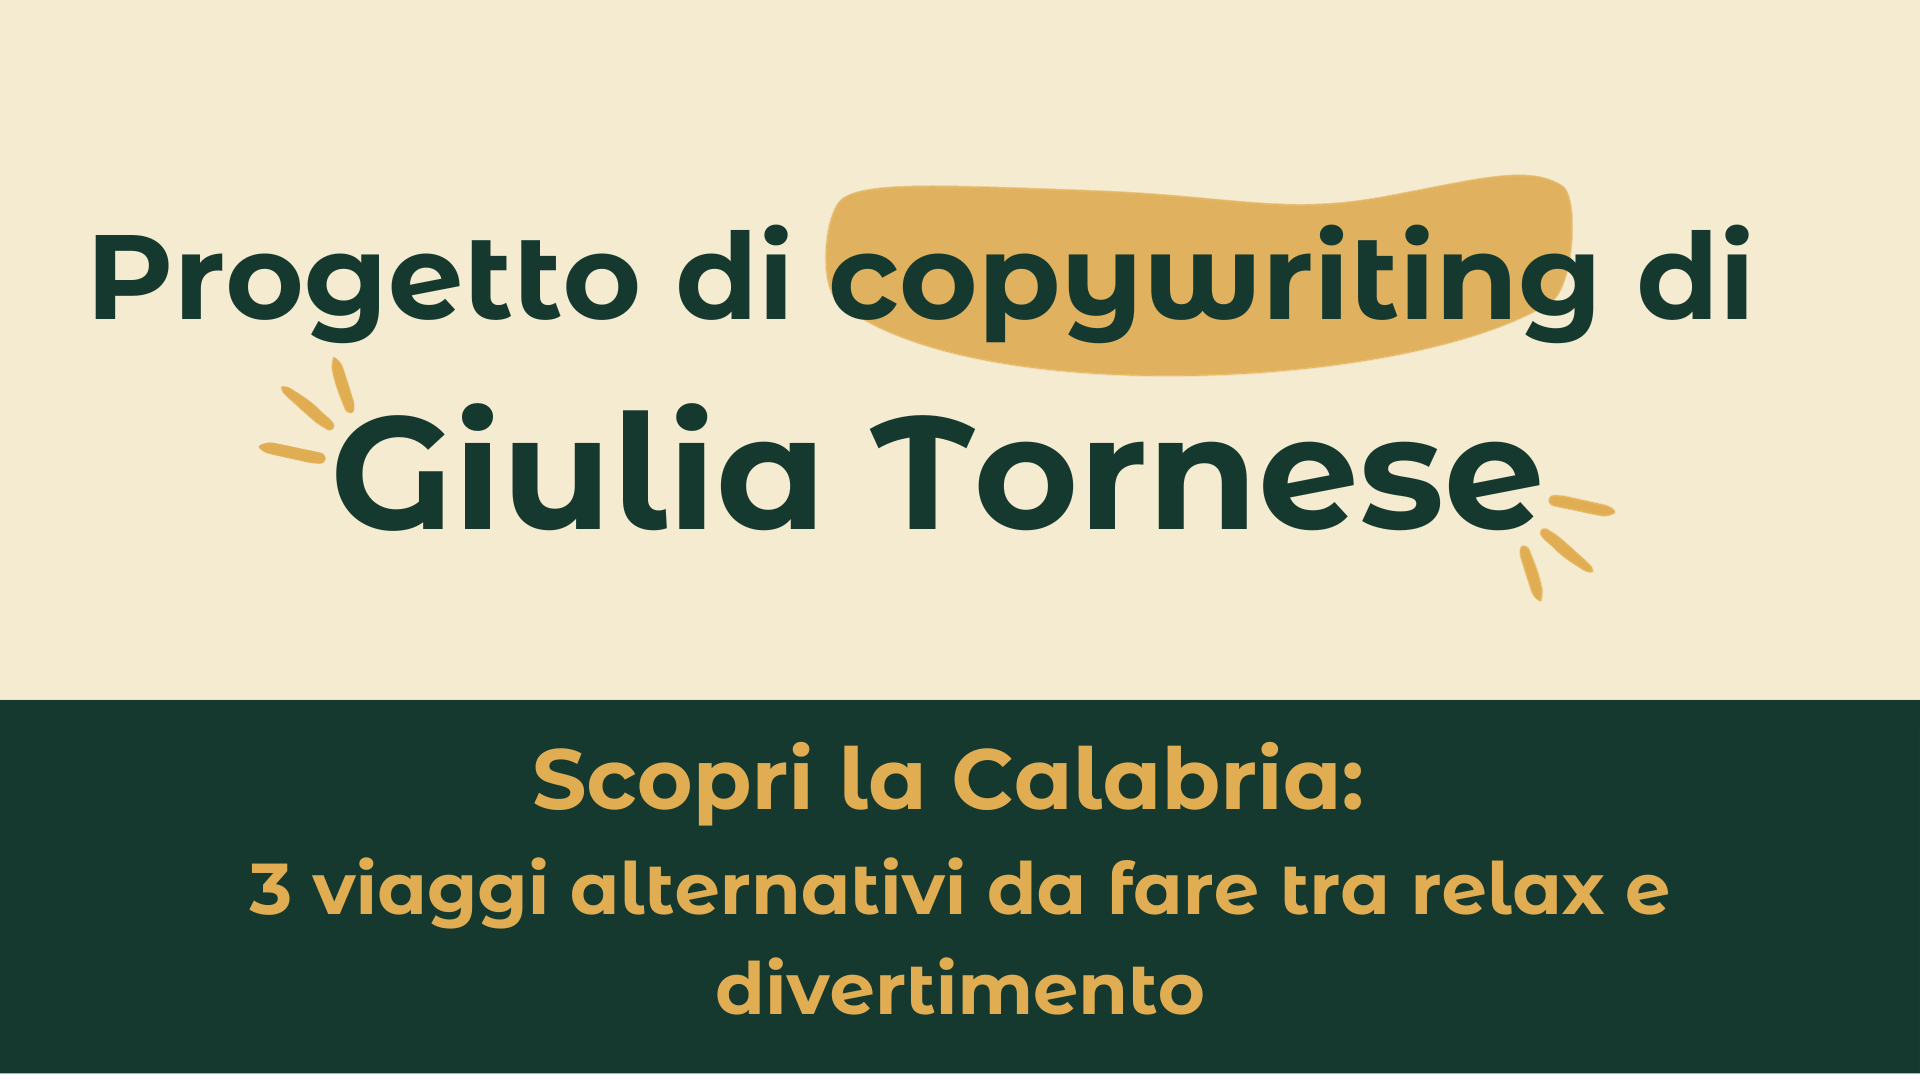 Progetto di copywriting di
Giulia Tornese
Scopri la Calabria:
3 viaggi alternativi da fare tra relax e
divertimento